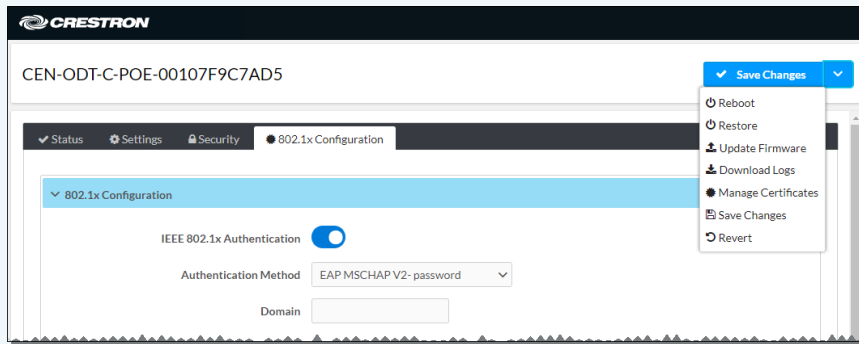 CRESTRON
CEN-ODT-C-POE-00107F9C7AD5
Save Changes
Reboot
Restore
Update Firmware
Download Logs
Manage Certificates
Save Changes
Revert
Status Settings Security 802.1x Configuration
802.1x Configuration
IEEE 802.1x Authentication
Authentication Method EAP MSCHAP V2- password
Domain